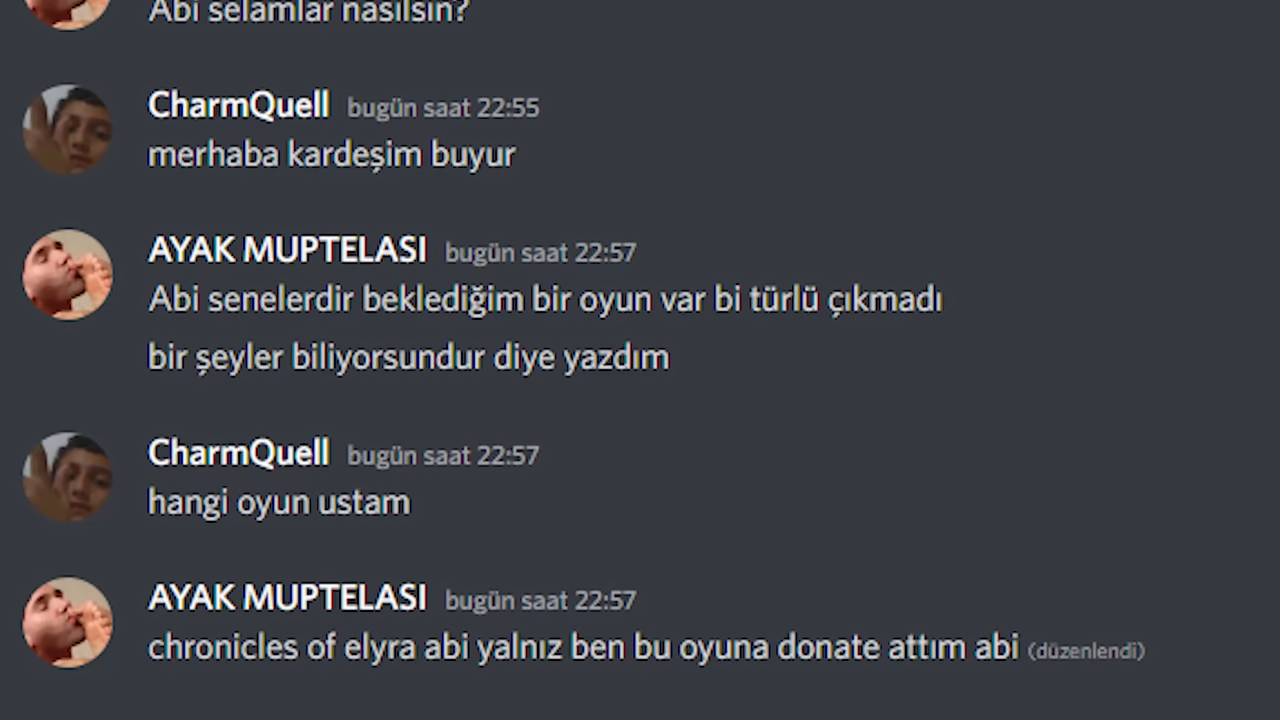 Abi selamlar nasılsın?
CharmQuell bugün saat 22:55
merhaba kardeşim buyur
AYAK MUPTELASI bugün saat 22:57
Abi senelerdir beklediğim bir oyun var bi türlü çıkmadı
bir şeyler biliyorsundur diye yazdım
CharmQuell bugün saat 22:57
hangi oyun ustam
AYAK MUPTELASI bugün saat 22:57
chronicles of elyra abi yalnız ben bu oyuna donate attım abi (düzenlendi)